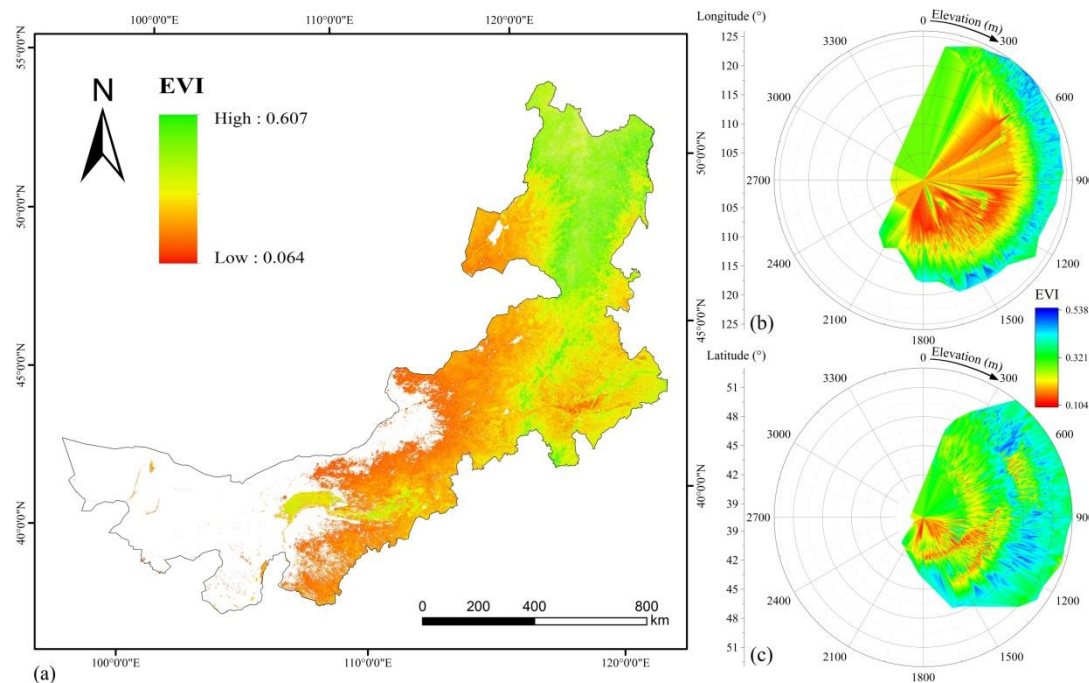 100°0'0"E
110°0'0"E
120°0'0"E
55°0'0"N
50°0'0"N
45°0'0"N
40°0'0"N
50°0'0"N
45°0'0"N
40°0'0"N
N
EVI
High : 0.607
Low : 0.064
0
200
400
800
km
(a)
100°0'0"E
110°0'0"E
120°0'0"E
Longitude (°)
125
120
115
110
105
105
110
115
120
125
0
Elevation (m)
300
600
900
1200
1500
1800
2100
2400
2700
3000
3300
(b)
EVI
0.538
0.321
0.104
Latitude (°)
51
48
45
42
39
39
42
45
48
51
0
Elevation (m)
300
600
900
1200
1500
1800
2100
2400
2700
3000
3300
(c)